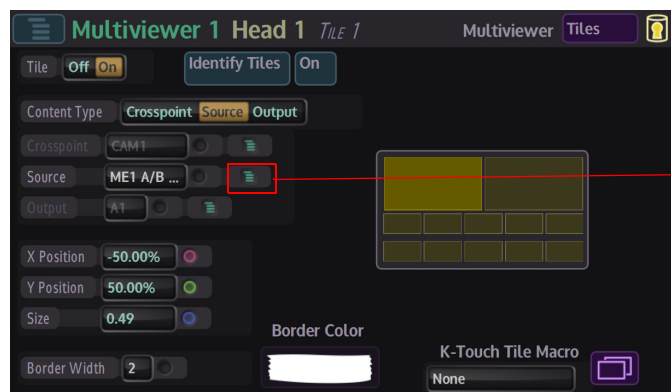 Multiviewer 1 Head 1 Tile 1 Multiviewer Tiles
Tile Off On Identify Tiles On
Content Type Crosspoint Source Output
Crosspoint CAM1
Source ME1 A/B ...
Output A1
X Position -50.00%
Y Position 50.00%
Size 0.49
Border Color
K-Touch Tile Macro
Border Width 2
None